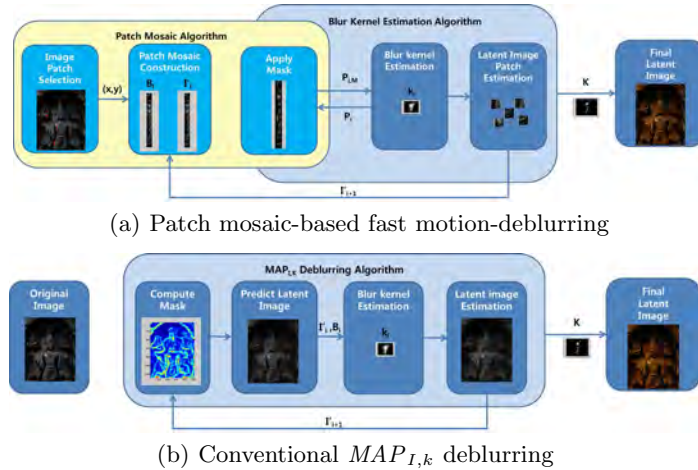 Blur Kernel Estimation Algorithm
Patch Mosaic Algorithm
Image
Patch
Selection
(x,y)
Patch Mosaic
Construction
Bᵢ Γᵢ
Apply
Mask
P_LM
Pᵢ
Blur kernel
Estimation
kᵢ
Latent Image
Patch
Estimation
K
Final
Latent
Image
Γᵢ₊₁
(a) Patch mosaic-based fast motion-deblurring
MAP_LK Deblurring Algorithm
Original
Image
Compute
Mask
Predict Latent
Image
Γᵢ ,Bᵢ
Blur kernel
Estimation
kᵢ
Latent image
Estimation
K
Final
Latent
Image
Γᵢ₊₁
(b) Conventional MAP_I,k deblurring